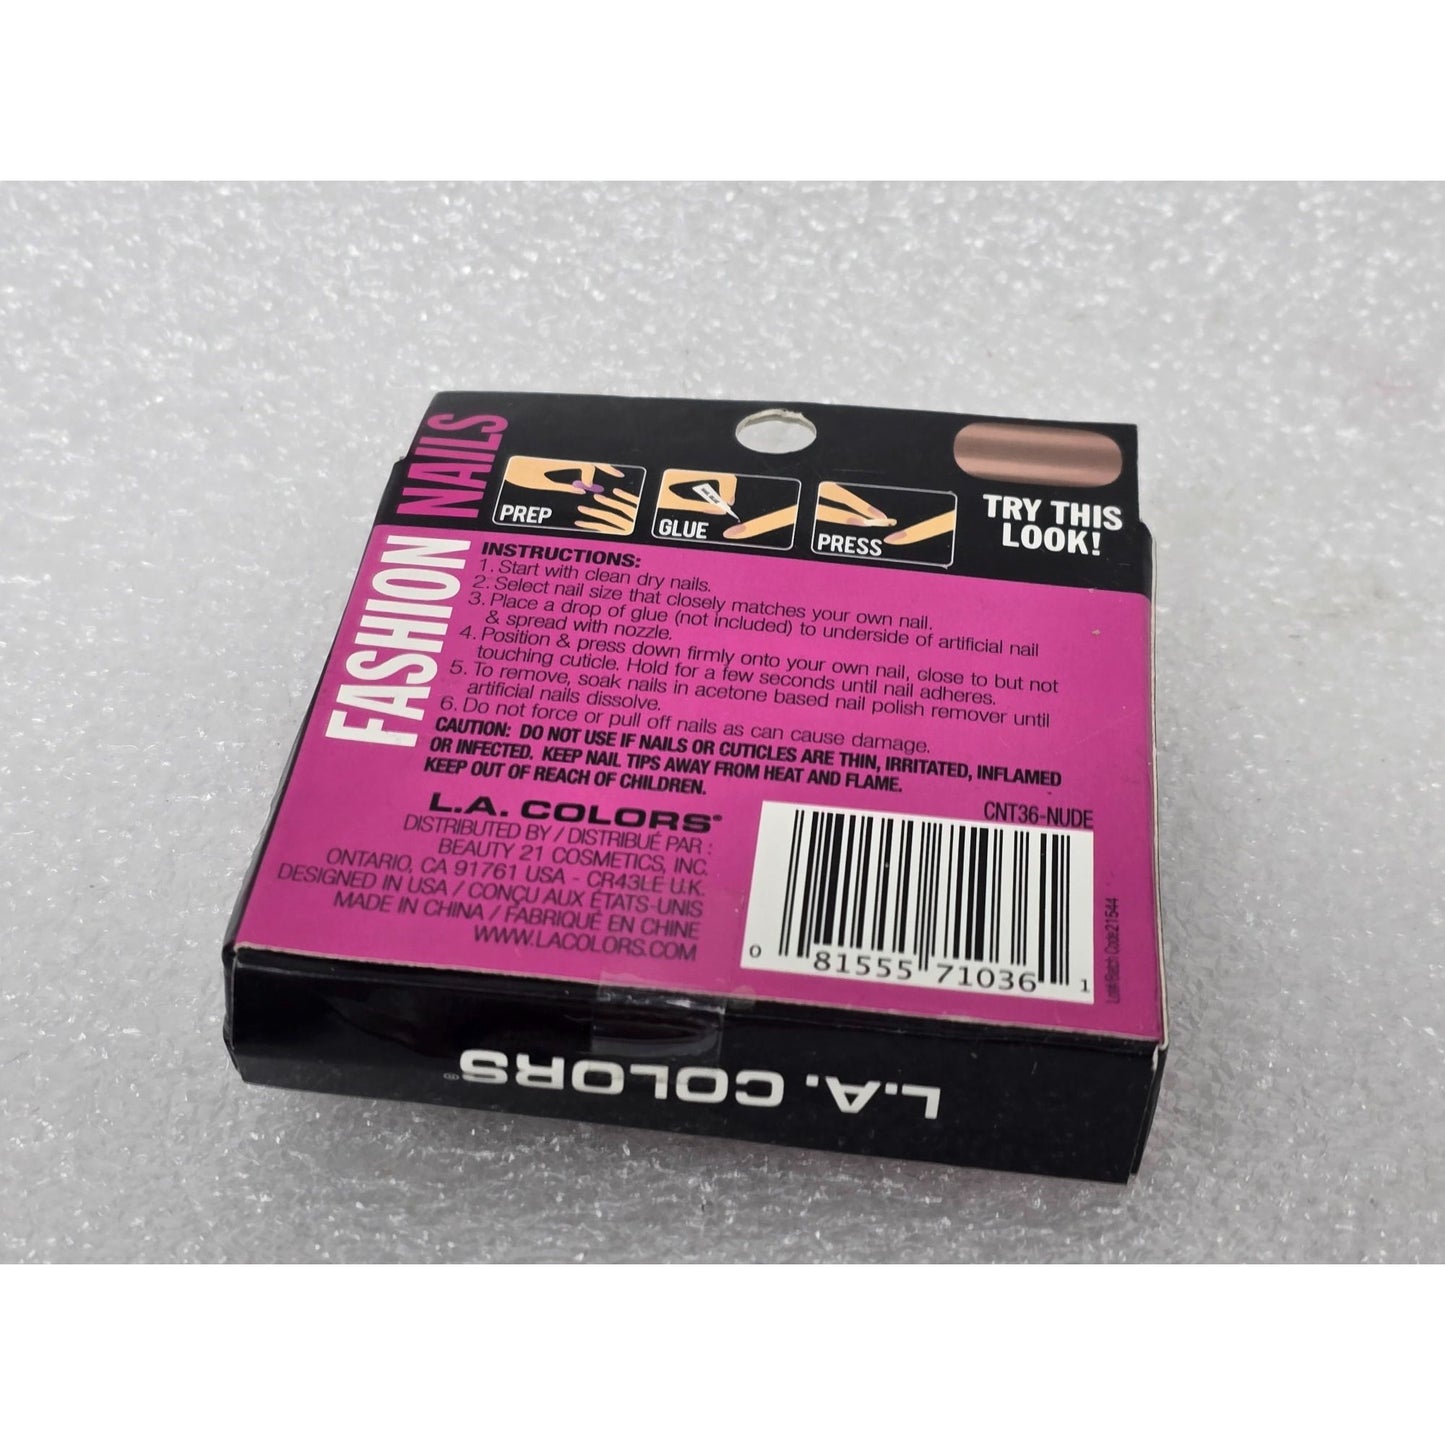 FASHION NAILS
PREP
GLUE
PRESS
TRY THIS
LOOK!
INSTRUCTIONS:
1. Start with clean dry nails.
2. Select nail size that closely matches your own nail.
3. Place a drop of glue (not included) to underside of artificial nail
& spread with nozzle.
4. Position & press down firmly onto your own nail, close to but not
touching cuticle. Hold for a few seconds until nail adheres.
5. To remove, soak nails in acetone based nail polish remover until
artificial nails dissolve.
6. Do not force or pull off nails as can cause damage.
CAUTION: DO NOT USE IF NAILS OR CUTICLES ARE THIN, IRRITATED, INFLAMED
OR INFECTED. KEEP NAIL TIPS AWAY FROM HEAT AND FLAME.
KEEP OUT OF REACH OF CHILDREN.
L.A. COLORS®
DISTRIBUTED BY / DISTRIBUÉ PAR :
BEAUTY 21 COSMETICS, INC.
ONTARIO, CA 91761 USA - CR43LE U.K.
DESIGNED IN USA / CONÇU AUX ÉTATS-UNIS
MADE IN CHINA / FABRIQUÉ EN CHINE
WWW.LACOLORS.COM
CNT36-NUDE
0 81555 71036 1
Lot#/Batch Code21544
L.A. COLORS®